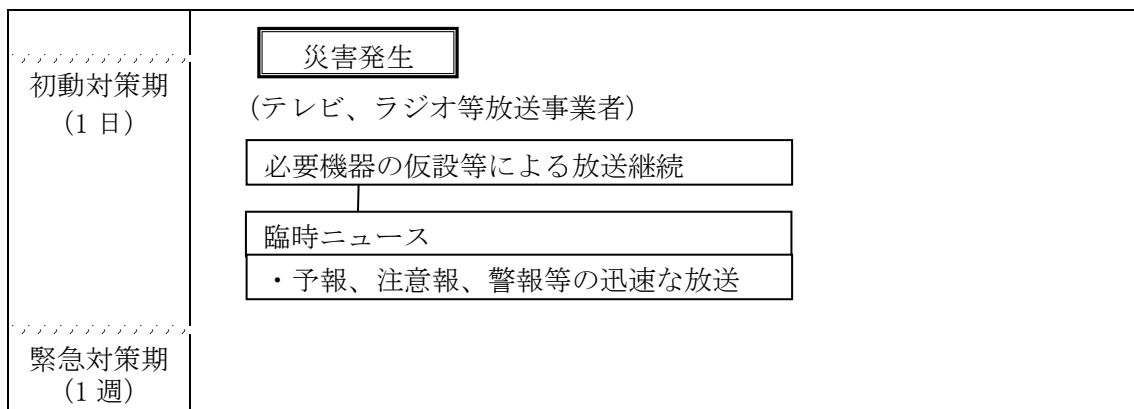 災害発生
初動対策期
(1 日)
(テレビ、ラジオ等放送事業者)
必要機器の仮設等による放送継続
臨時ニュース
・予報、注意報、警報等の迅速な放送
緊急対策期
(1 週)